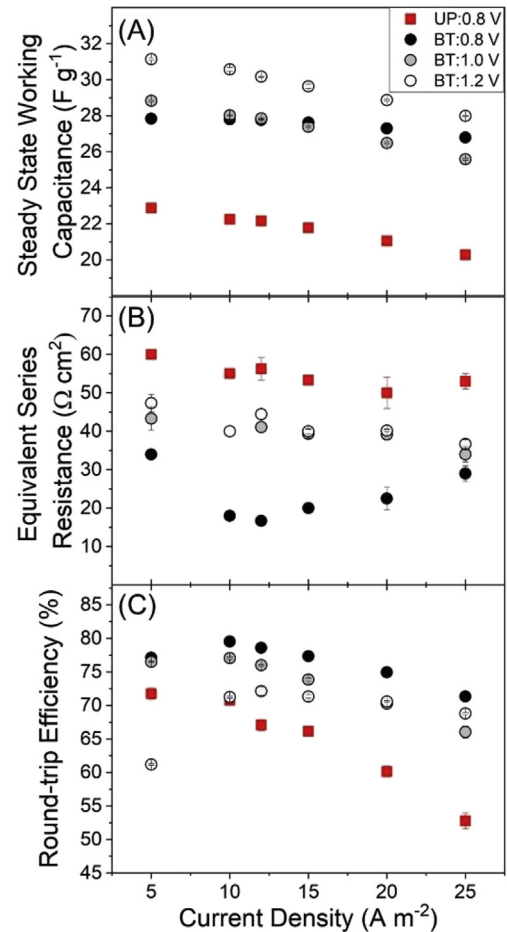 (A)
UP:0.8 V
BT:0.8 V
BT:1.0 V
BT:1.2 V
Steady State Working
Capacitance (F g⁻¹)
32
30
28
26
24
22
20
(B)
Equivalent Series
Resistance (Ω cm²)
70
60
50
40
30
20
10
(C)
Round-trip Efficiency (%)
85
80
75
70
65
60
55
50
45
5 10 15 20 25
Current Density (A m⁻²)